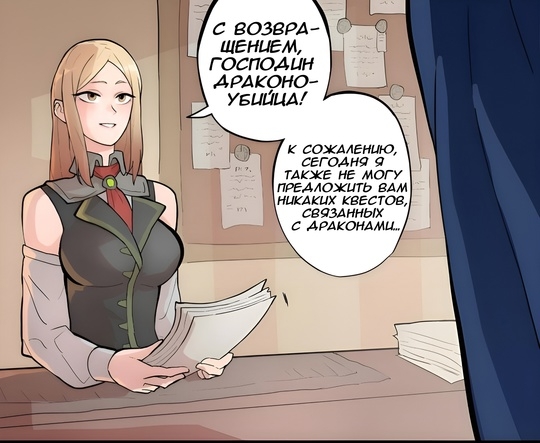 С ВОЗВРА-
ЩЕНИЕМ,
ГОСПОДИН
ДРАКОНО-
УБИЙЦА!
К СОЖАЛЕНИЮ,
СЕГОДНЯ Я
ТАКЖЕ НЕ МОГУ
ПРЕДЛОЖИТЬ ВАМ
НИКАКИХ КВЕСТОВ,
СВЯЗАННЫХ
С ДРАКОНАМИ...